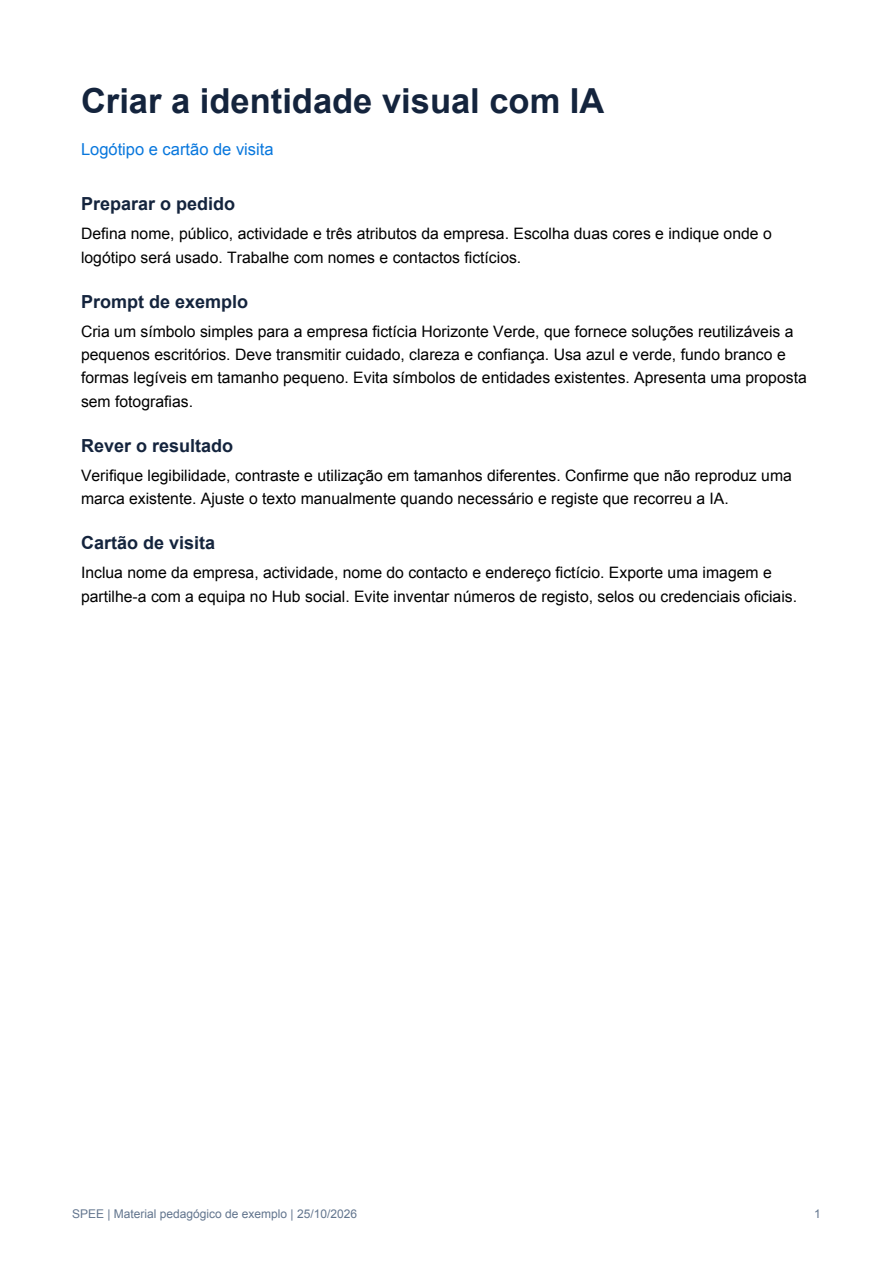 Criar a identidade visual com IA
Logótipo e cartão de visita
Preparar o pedido
Defina nome, público, actividade e três atributos da empresa. Escolha duas cores e indique onde o
logótipo será usado. Trabalhe com nomes e contactos fictícios.
Prompt de exemplo
Cria um símbolo simples para a empresa fictícia Horizonte Verde, que fornece soluções reutilizáveis a
pequenos escritórios. Deve transmitir cuidado, clareza e confiança. Usa azul e verde, fundo branco e
formas legíveis em tamanho pequeno. Evita símbolos de entidades existentes. Apresenta uma proposta
sem fotografias.
Rever o resultado
Verifique legibilidade, contraste e utilização em tamanhos diferentes. Confirme que não reproduz uma
marca existente. Ajuste o texto manualmente quando necessário e registe que recorreu a IA.
Cartão de visita
Inclua nome da empresa, actividade, nome do contacto e endereço fictício. Exporte uma imagem e
partilhe-a com a equipa no Hub social. Evite inventar números de registo, selos ou credenciais oficiais.
SPEE | Material pedagógico de exemplo | 25/10/2026 1